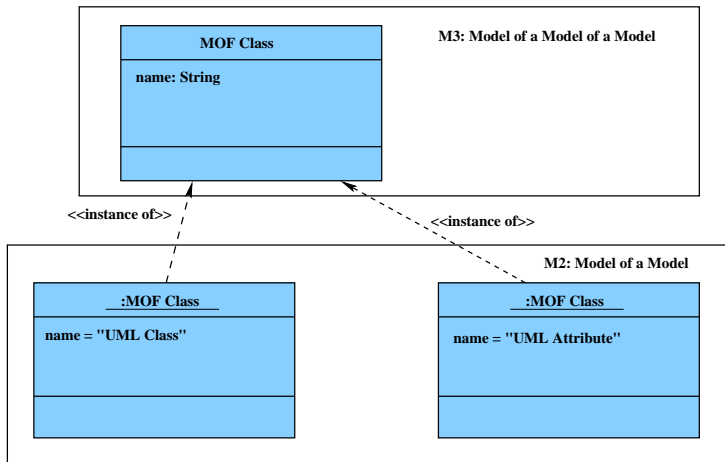 MOF Class
M3: Model of a Model of a Model
name: String
<<instance of>>
<<instance of>>
M2: Model of a Model
:MOF Class
:MOF Class
name = "UML Class"
name = "UML Attribute"